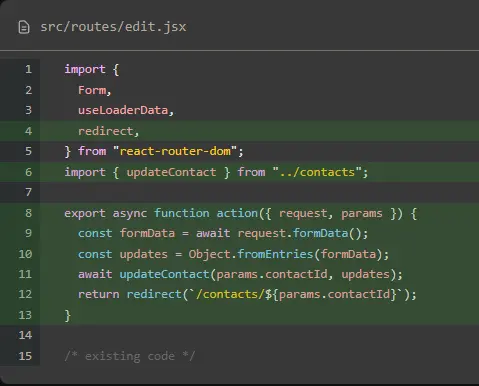 src/routes/edit.jsx
1 import {
2   Form,
3   useLoaderData,
4   redirect,
5 } from "react-router-dom";
6 import { updateContact } from "../contacts";
7
8 export async function action({ request, params }) {
9   const formData = await request.formData();
10   const updates = Object.fromEntries(formData);
11   await updateContact(params.contactId, updates);
12   return redirect(`/contacts/${params.contactId}`);
13 }
14
15 /* existing code */